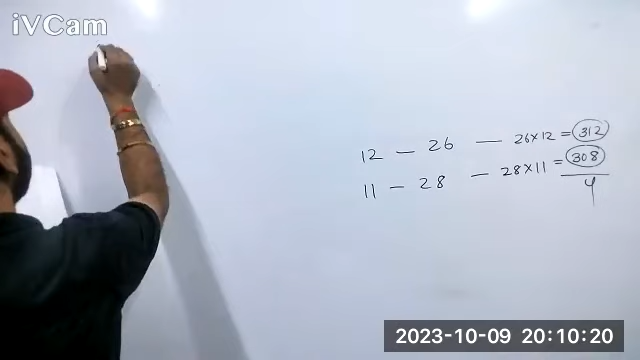 iVCam
12 — 26 — 26×12 = 312
11 — 28 — 28×11 = 308
4
2023-10-09 20:10:20